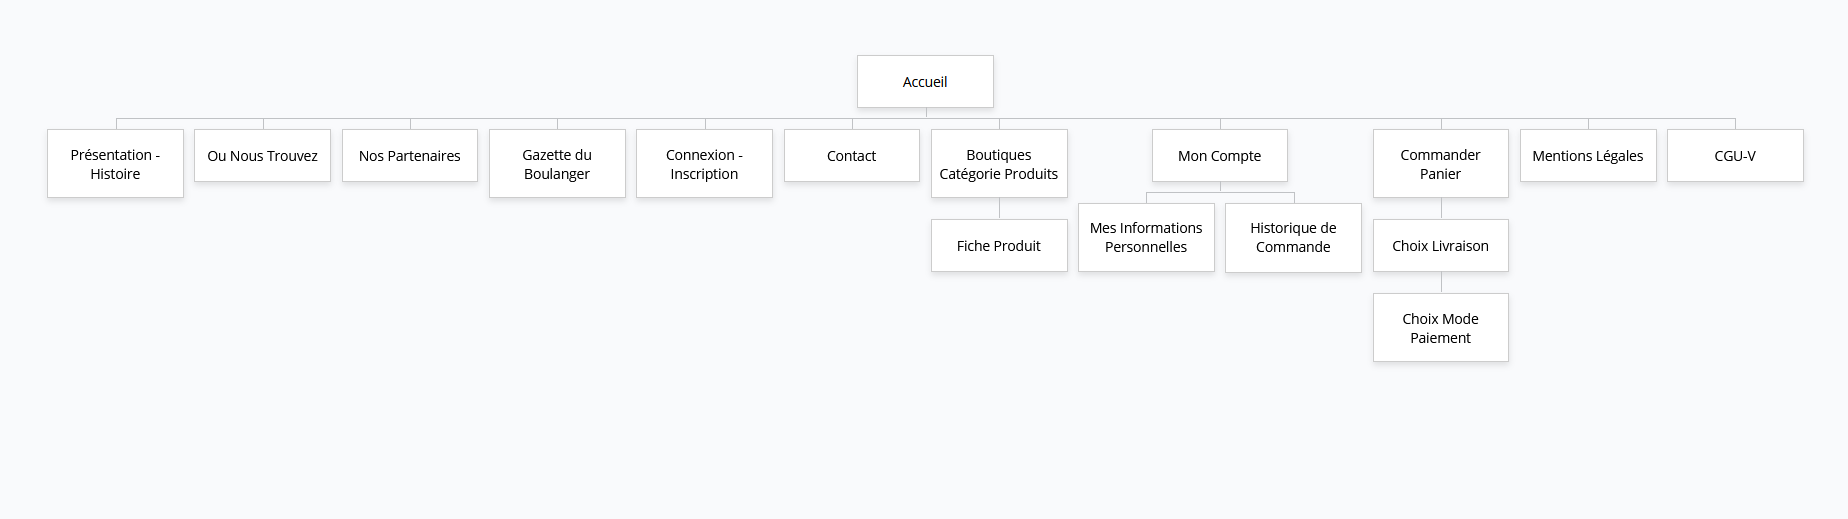 Accueil
Présentation -
Histoire
Ou Nous Trouvez
Nos Partenaires
Gazette du
Boulanger
Connexion -
Inscription
Contact
Boutiques
Catégorie Produits
Mon Compte
Commander
Panier
Mentions Légales
CGU-V
Fiche Produit
Mes Informations
Personnelles
Historique de
Commande
Choix Livraison
Choix Mode
Paiement